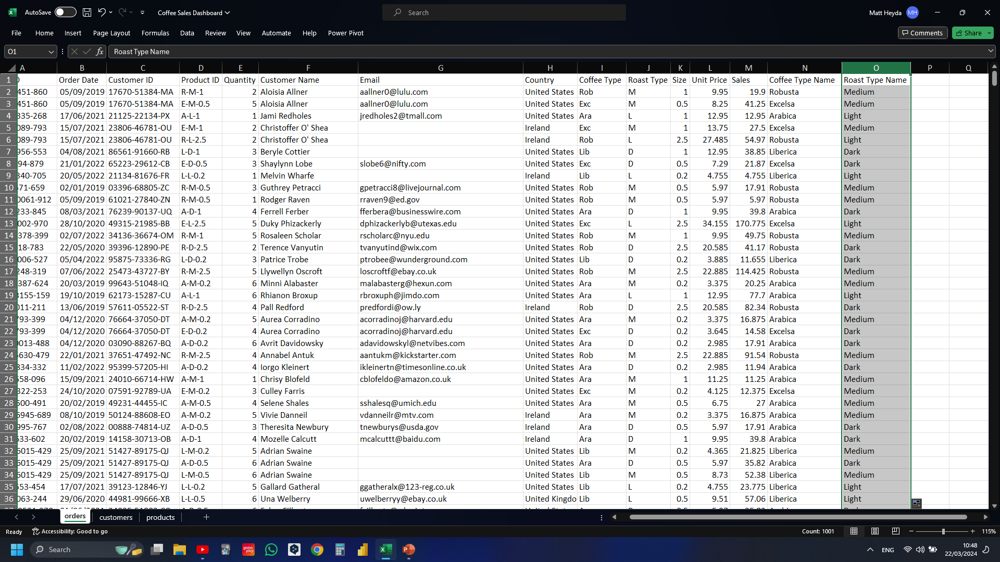 AutoSave Coffee Sales Dashboard Search Matt Heyda MH
File Home Insert Page Layout Formulas Data Review View Automate Help Power Pivot Comments Share
O1 fx Roast Type Name
A B C D E F G H I J K L M N O P Q
1 Order Date Customer ID Product ID Quantity Customer Name Email Country Coffee Type Roast Type Size Unit Price Sales Coffee Type Name Roast Type Name
2 451-860 05/09/2019 17670-51384-MA R-M-1 2 Aloisia Allner aallner0@lulu.com United States Rob M 1 9.95 19.9 Robusta Medium
3 451-860 05/09/2019 17670-51384-MA E-M-0.5 5 Aloisia Allner aallner0@lulu.com United States Exc M 0.5 8.25 41.25 Excelsa Medium
4 335-268 17/06/2021 21125-22134-PX A-L-1 1 Jami Redholes jredholes2@tmall.com United States Ara L 1 12.95 12.95 Arabica Light
5 089-793 15/07/2021 23806-46781-OU E-M-1 2 Christoffer O' Shea Ireland Exc M 1 13.75 27.5 Excelsa Medium
6 089-793 15/07/2021 23806-46781-OU R-L-2.5 2 Christoffer O' Shea Ireland Rob L 2.5 27.485 54.97 Robusta Light
7 956-553 04/08/2021 86561-91660-RB L-D-1 3 Beryle Cottier United States Lib D 1 12.95 38.85 Liberica Dark
8 94-879 21/01/2022 65223-29612-CB E-D-0.5 3 Shaylynn Lobe slobe6@nifty.com United States Exc D 0.5 7.29 21.87 Excelsa Dark
9 340-705 20/05/2022 21134-81676-FR L-L-0.2 1 Melvin Wharfe Ireland Lib L 0.2 4.755 4.755 Liberica Light
10 71-659 02/01/2019 03396-68805-ZC R-M-0.5 3 Guthrey Petracci gpetracci8@livejournal.com United States Rob M 0.5 5.97 17.91 Robusta Medium
11 0061-912 05/09/2019 61021-27840-ZN R-M-0.5 1 Rodger Raven rraven9@ed.gov United States Rob M 0.5 5.97 5.97 Robusta Medium
12 233-845 08/03/2021 76239-90137-UQ A-D-1 4 Ferrell Ferber fferbera@businesswire.com United States Ara D 1 9.95 39.8 Arabica Dark
13 002-970 28/10/2020 49315-21985-BB E-L-2.5 5 Duky Phizackerly dphizackerlyb@utexas.edu United States Exc L 2.5 34.155 170.775 Excelsa Light
14 378-399 02/07/2022 34136-36674-OM R-M-1 5 Rosaleen Scholar rscholarc@nyu.edu United States Rob M 1 9.95 49.75 Robusta Medium
15 18-783 22/05/2020 39396-12890-PE R-D-2.5 2 Terence Vanyutin tvanyutind@wix.com United States Rob D 2.5 20.585 41.17 Robusta Dark
16 006-527 05/04/2022 95875-73336-RG L-D-0.2 3 Patrice Trobe ptrobee@wunderground.com United States Lib D 0.2 3.885 11.655 Liberica Dark
17 248-319 07/06/2022 25473-43727-BY R-M-2.5 5 Llywellyn Oscroft loscroftf@ebay.co.uk United States Rob M 2.5 22.885 114.425 Robusta Medium
18 387-624 20/03/2019 99643-51048-IQ A-M-0.2 6 Minni Alabaster malabasterg@hexun.com United States Ara M 0.2 3.375 20.25 Arabica Medium
19 155-159 19/10/2019 62173-15287-CU A-L-1 6 Rhianon Broxup rbroxuph@jimdo.com United States Ara L 1 12.95 77.7 Arabica Light
20 011-211 13/06/2019 57611-05522-ST R-D-2.5 4 Pall Redford predfordi@ow.ly Ireland Rob D 2.5 20.585 82.34 Robusta Dark
21 793-399 04/12/2020 76664-37050-DT A-M-0.2 5 Aurea Corradino acorradinoj@harvard.edu United States Ara M 0.2 3.375 16.875 Arabica Medium
22 793-399 04/12/2020 76664-37050-DT E-D-0.2 4 Aurea Corradino acorradinoj@harvard.edu United States Exc D 0.2 3.645 14.58 Excelsa Dark
23 0013-488 04/12/2020 03090-88267-BQ A-D-0.2 6 Avrit Davidowsky adavidowskyl@netvibes.com United States Ara D 0.2 2.985 17.91 Arabica Dark
24 630-479 22/01/2021 37651-47492-NC R-M-2.5 4 Annabel Antuk aantukm@kickstarter.com United States Rob M 2.5 22.885 91.54 Robusta Medium
25 334-332 11/02/2022 95399-57205-HI A-D-0.2 4 Iorgo Kleinert ikleinertn@timesonline.co.uk United States Ara D 0.2 2.985 11.94 Arabica Dark
26 558-096 15/09/2021 24010-66714-HW A-M-1 1 Chrisy Blofeld cblofeldo@amazon.co.uk United States Ara M 1 11.25 11.25 Arabica Medium
27 322-253 24/10/2020 07591-92789-UA E-M-0.2 3 Culley Farris United States Exc M 0.2 4.125 12.375 Excelsa Medium
28 500-491 20/02/2019 49231-44455-IC A-M-0.5 4 Selene Shales sshalesq@umich.edu United States Ara M 0.5 6.75 27 Arabica Medium
29 5945-689 08/10/2019 50124-88608-EO A-M-0.2 5 Vivie Danneil vdanneilr@mtv.com Ireland Ara M 0.2 3.375 16.875 Arabica Medium
30 995-767 02/08/2022 00888-74814-UZ A-D-0.5 3 Theresita Newbury tnewburys@usda.gov Ireland Ara D 0.5 5.97 17.91 Arabica Dark
31 533-602 20/02/2019 14158-30713-OB A-D-1 4 Mozelle Calcutt mcalcuttt@baidu.com Ireland Ara D 1 9.95 39.8 Arabica Dark
32 6015-429 25/09/2021 51427-89175-QJ L-M-0.2 5 Adrian Swaine United States Lib M 0.2 4.365 21.825 Liberica Medium
33 6015-429 25/09/2021 51427-89175-QJ A-D-0.5 6 Adrian Swaine United States Ara D 0.5 5.97 35.82 Arabica Dark
34 6015-429 25/09/2021 51427-89175-QJ L-M-0.5 6 Adrian Swaine United States Lib M 0.5 8.73 52.38 Liberica Medium
35 553-454 17/07/2021 39123-12846-YJ L-L-0.2 5 Gallard Gatheral ggatheralx@123-reg.co.uk United States Lib L 0.2 4.755 23.775 Liberica Light
36 063-244 29/06/2020 44981-99666-XB L-L-0.5 6 Una Welberry uwelberryy@ebay.co.uk United Kingdo Lib L 0.5 9.51 57.06 Liberica Light
orders customers products
Ready Accessibility: Good to go Count: 1001 115%
Search globo play ENG 10:48
22/03/2024